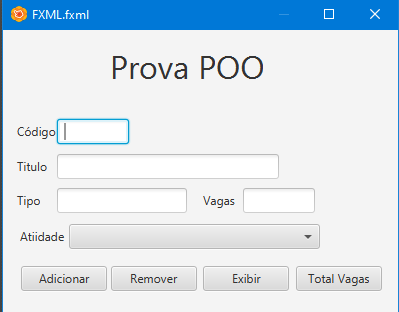 FXML.fxml
Prova POO
Código
Titulo
Tipo Vagas
Atiidade
Adicionar Remover Exibir Total Vagas